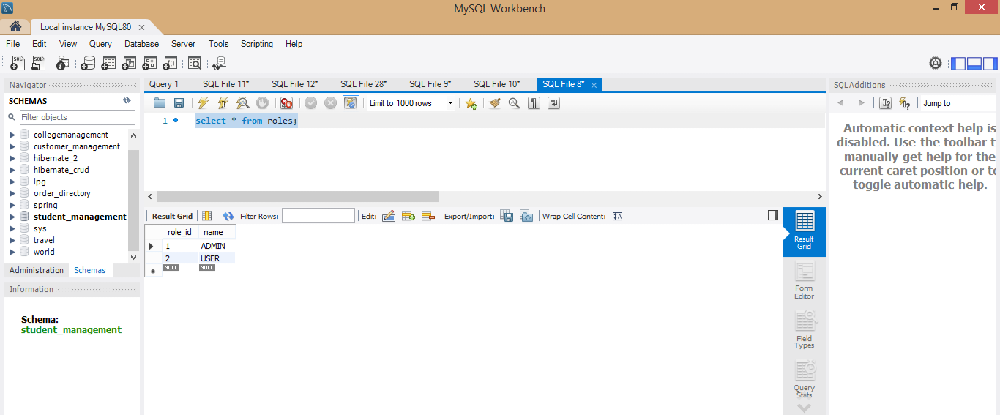 MySQL Workbench
Local instance MySQL80
File Edit View Query Database Server Tools Scripting Help
Navigator
SCHEMAS
Filter objects
collegemanagement
customer_management
hibernate_2
hibernate_crud
lpg
order_directory
spring
student_management
sys
travel
world
Administration Schemas
Information
Schema:
student_management
Query 1 SQL File 11* SQL File 12* SQL File 28* SQL File 9* SQL File 10* SQL File 8*
Limit to 1000 rows
1 select * from roles;
Result Grid Filter Rows: Edit: Export/Import: Wrap Cell Content: IA
role_id name
1 ADMIN
2 USER
NULL NULL
Result
Grid
Form
Editor
Field
Types
Query
Stats
SQLAdditions
Jump to
Automatic context help is
disabled. Use the toolbar t
manually get help for the
current caret position or to
toggle automatic help.